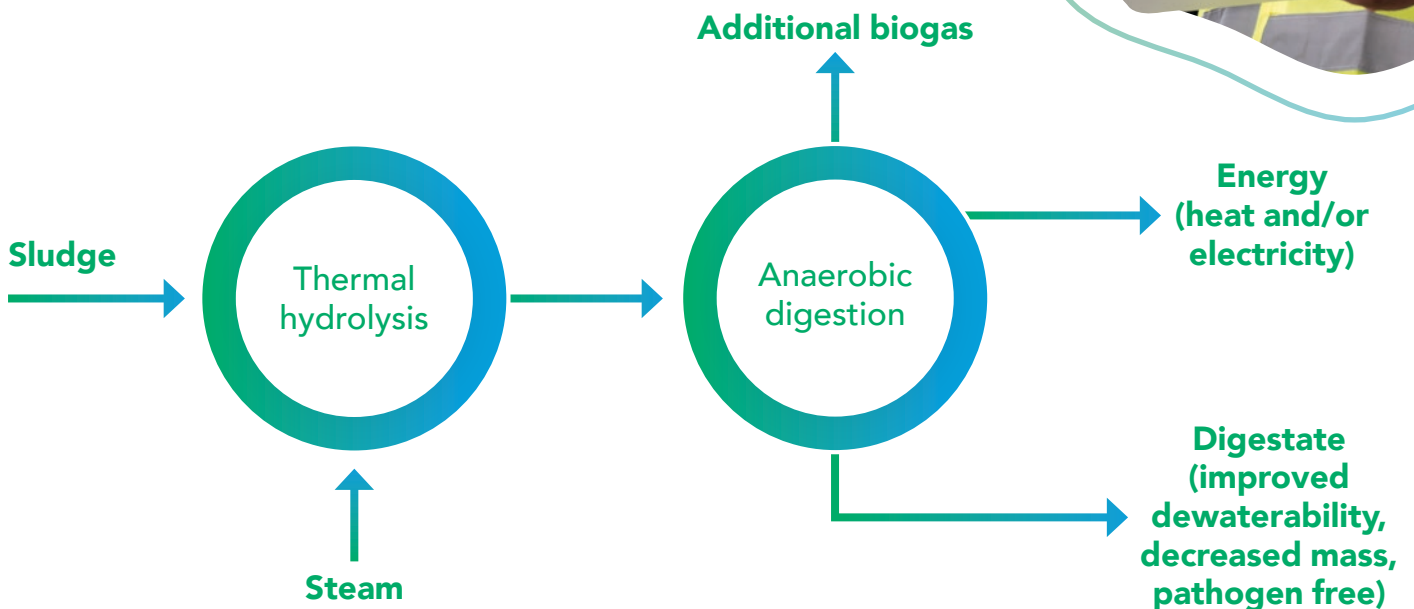 Additional biogas
Energy
(heat and/or
electricity)
Sludge
Thermal
hydrolysis
Anaerobic
digestion
Digestate
(improved
dewaterability,
decreased mass,
pathogen free)
Steam